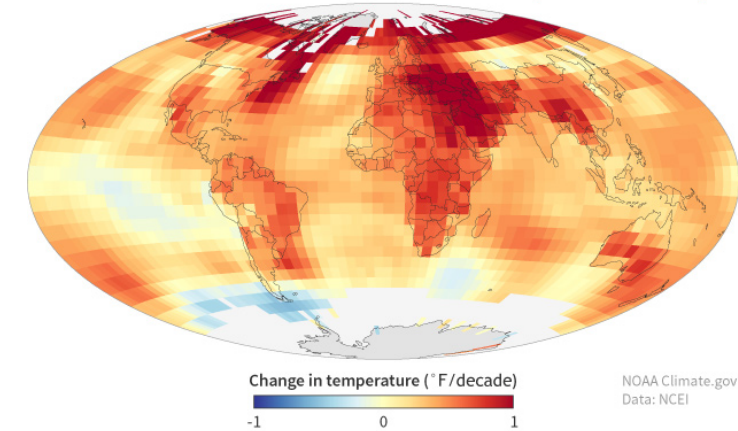 Change in temperature (°F/decade)
-1 0 1
NOAA Climate.gov
Data: NCEI